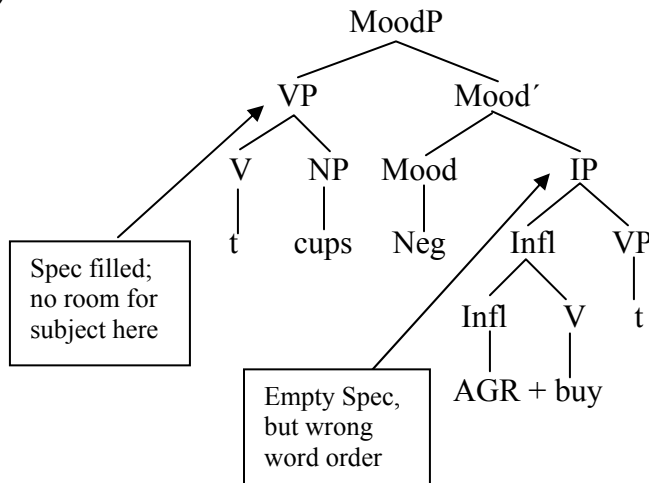 )
MoodP
VP Mood´
V NP Mood IP
t cups Neg Infl VP
Spec filled;
no room for
subject here
Infl V t
Empty Spec,
but wrong
word order
AGR + buy